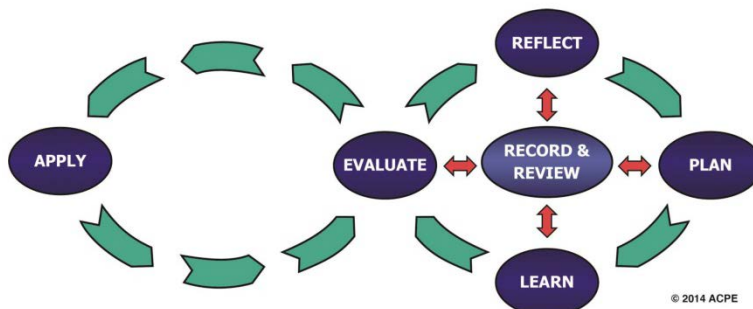 REFLECT
APPLY
EVALUATE
RECORD &
REVIEW
PLAN
LEARN
© 2014 ACPE